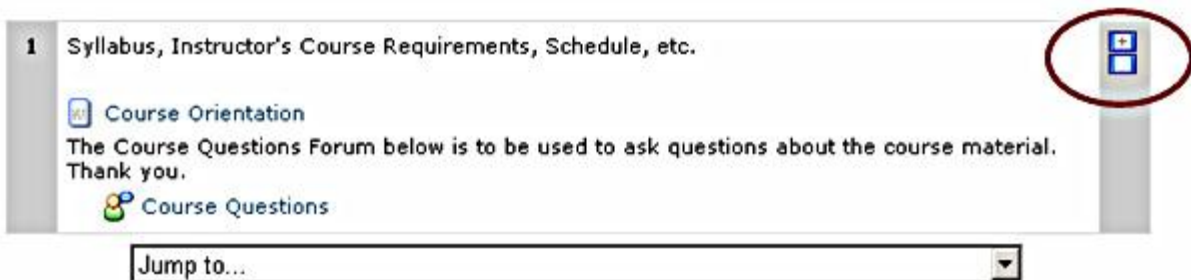 1 Syllabus, Instructor's Course Requirements, Schedule, etc.
Course Orientation
The Course Questions Forum below is to be used to ask questions about the course material.
Thank you.
Course Questions
Jump to...